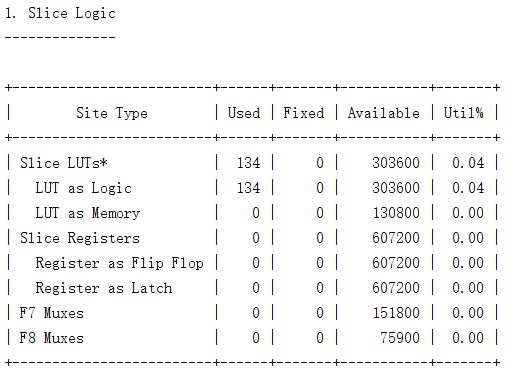 1. Slice Logic
--------------
+-------------------------+------+-------+-----------+-------+
|        Site Type        | Used | Fixed | Available | Util% |
+-------------------------+------+-------+-----------+-------+
| Slice LUTs*             |  134 |     0 |    303600 |  0.04 |
|   LUT as Logic          |  134 |     0 |    303600 |  0.04 |
|   LUT as Memory         |    0 |     0 |    130800 |  0.00 |
| Slice Registers         |    0 |     0 |    607200 |  0.00 |
|   Register as Flip Flop |    0 |     0 |    607200 |  0.00 |
|   Register as Latch     |    0 |     0 |    607200 |  0.00 |
| F7 Muxes                |    0 |     0 |    151800 |  0.00 |
| F8 Muxes                |    0 |     0 |     75900 |  0.00 |
+-------------------------+------+-------+-----------+-------+